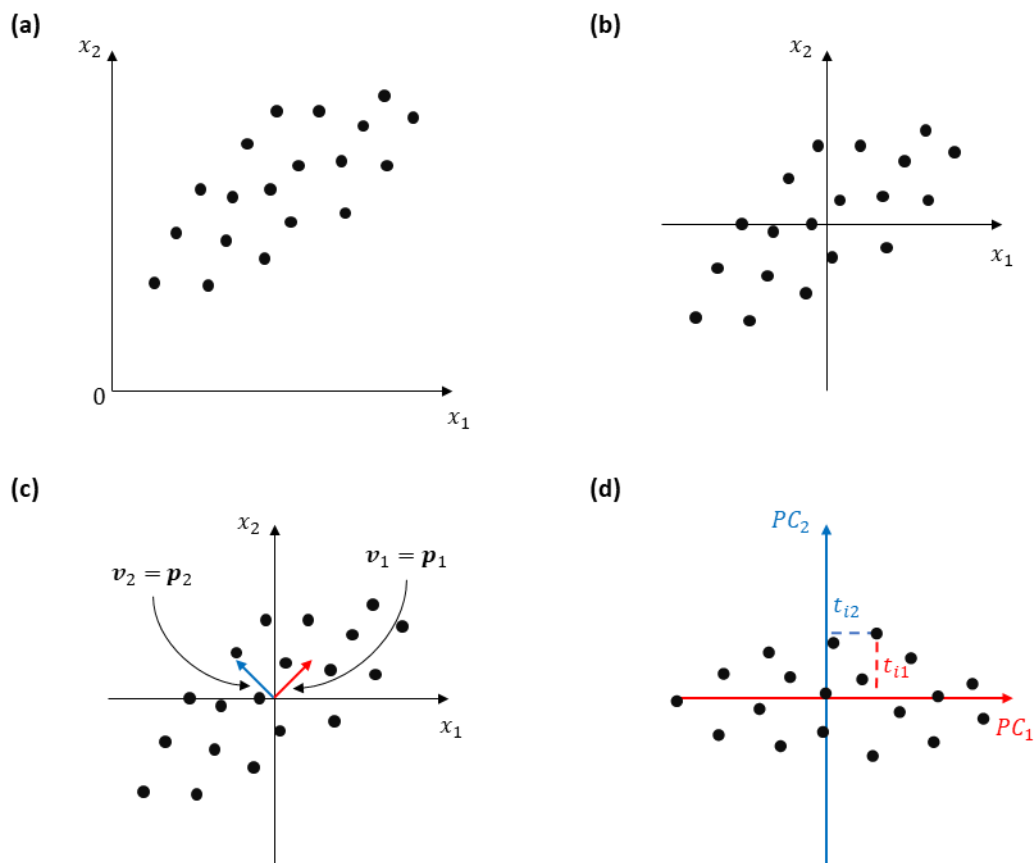 (a)
x₂
0
x₁
(b)
x₂
x₁
(c)
x₂
v₁ = p₁
v₂ = p₂
x₁
(d)
PC₂
tᵢ₂
tᵢ₁
PC₁